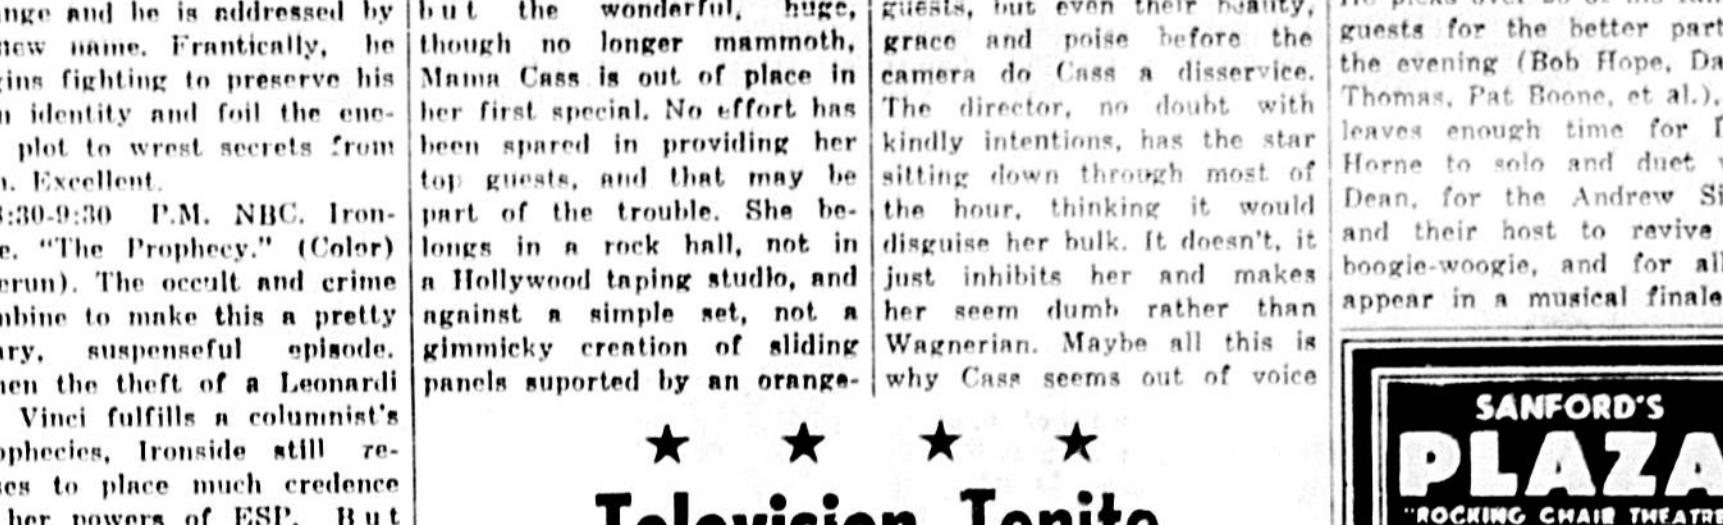 ange and he is addressed by
new name. Frantically, he
gins fighting to preserve his
n identity and foil the ene-
plot to wrest secrets from
n. Excellent.
8:30-9:30 P.M. NBC. Iron-
e. "The Prophecy." (Color)
erun). The occult and crime
mbine to make this a pretty
ary, suspenseful episode.
hen the theft of a Leonardi
Vinci fulfills a columnist's
ophecies, Ironside still re-
ses to place much credence
her powers of ESP. But
but the wonderful, huge,
though no longer mammoth,
Mama Cass is out of place in
her first special. No effort has
been spared in providing her
top guests, and that may be
part of the trouble. She be-
longs in a rock hall, not in
a Hollywood taping studio, and
against a simple set, not a
gimmicky creation of sliding
panels suported by an orange-
guests, but even their beauty,
grace and poise before the
camera do Cass a disservice.
The director, no doubt with
kindly intentions, has the star
sitting down through most of
the hour, thinking it would
disguise her bulk. It doesn't, it
just inhibits her and makes
her seem dumb rather than
Wagnerian. Maybe all this is
why Cass seems out of voice
guests for the better part
the evening (Bob Hope, Da
Thomas, Pat Boone, et al.),
leaves enough time for
Horne to solo and duet
Dean, for the Andrew Si
and their host to revive
boogie-woogie, and for all
appear in a musical finale
★ ★ ★ ★
Television Tonite
SANFORD'S
PLAZA
"ROCKING CHAIR THEATRE